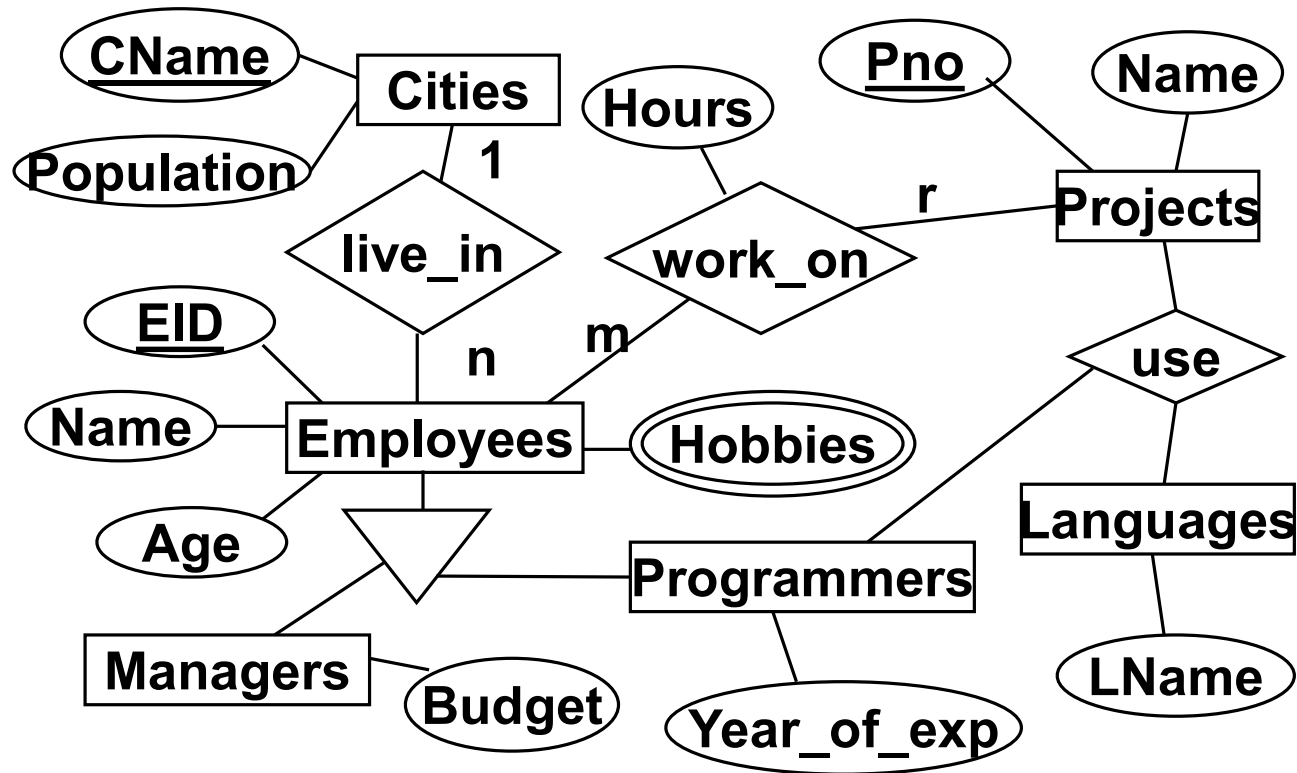 CName
Cities
Pno
Name
Hours
Population
1
r
Projects
live_in
work_on
EID
n
m
use
Name
Employees
Hobbies
Age
Languages
Programmers
Managers
Budget
LName
Year_of_exp